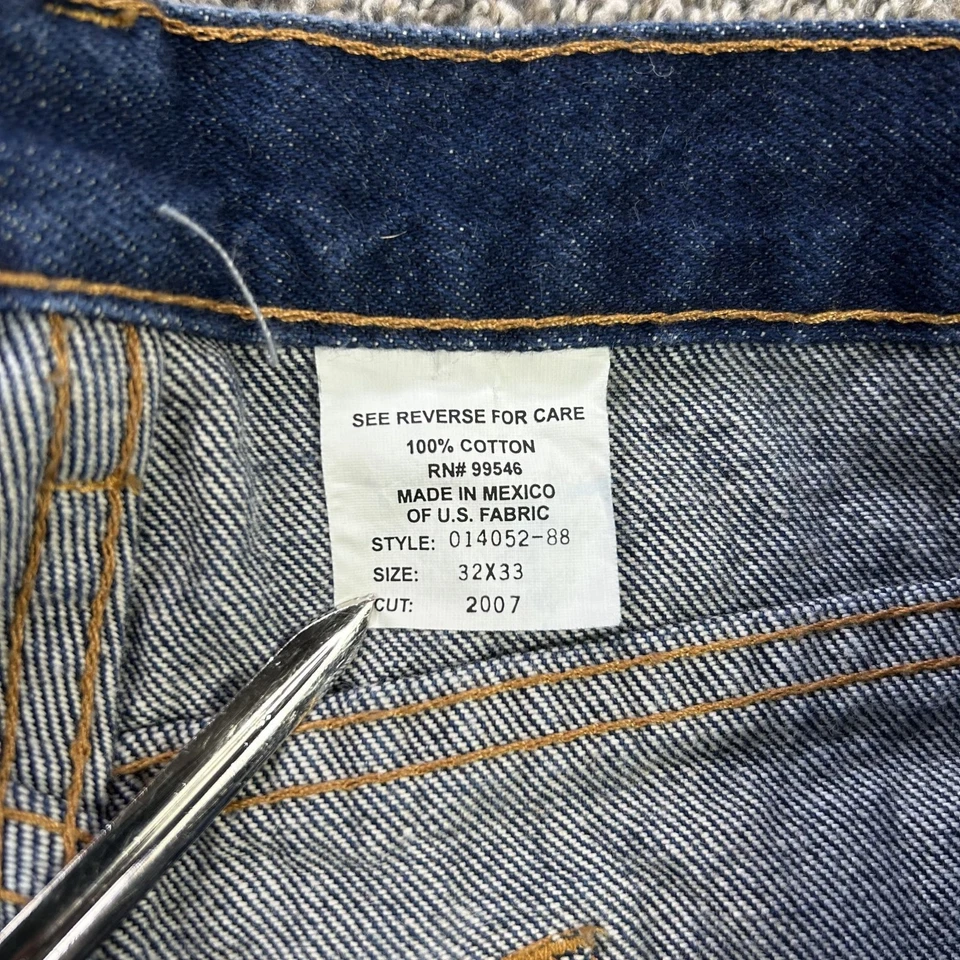 SEE REVERSE FOR CARE
100% COTTON
RN# 99546
MADE IN MEXICO
OF U.S. FABRIC
STYLE: 014052-88
SIZE: 32X33
CUT: 2007